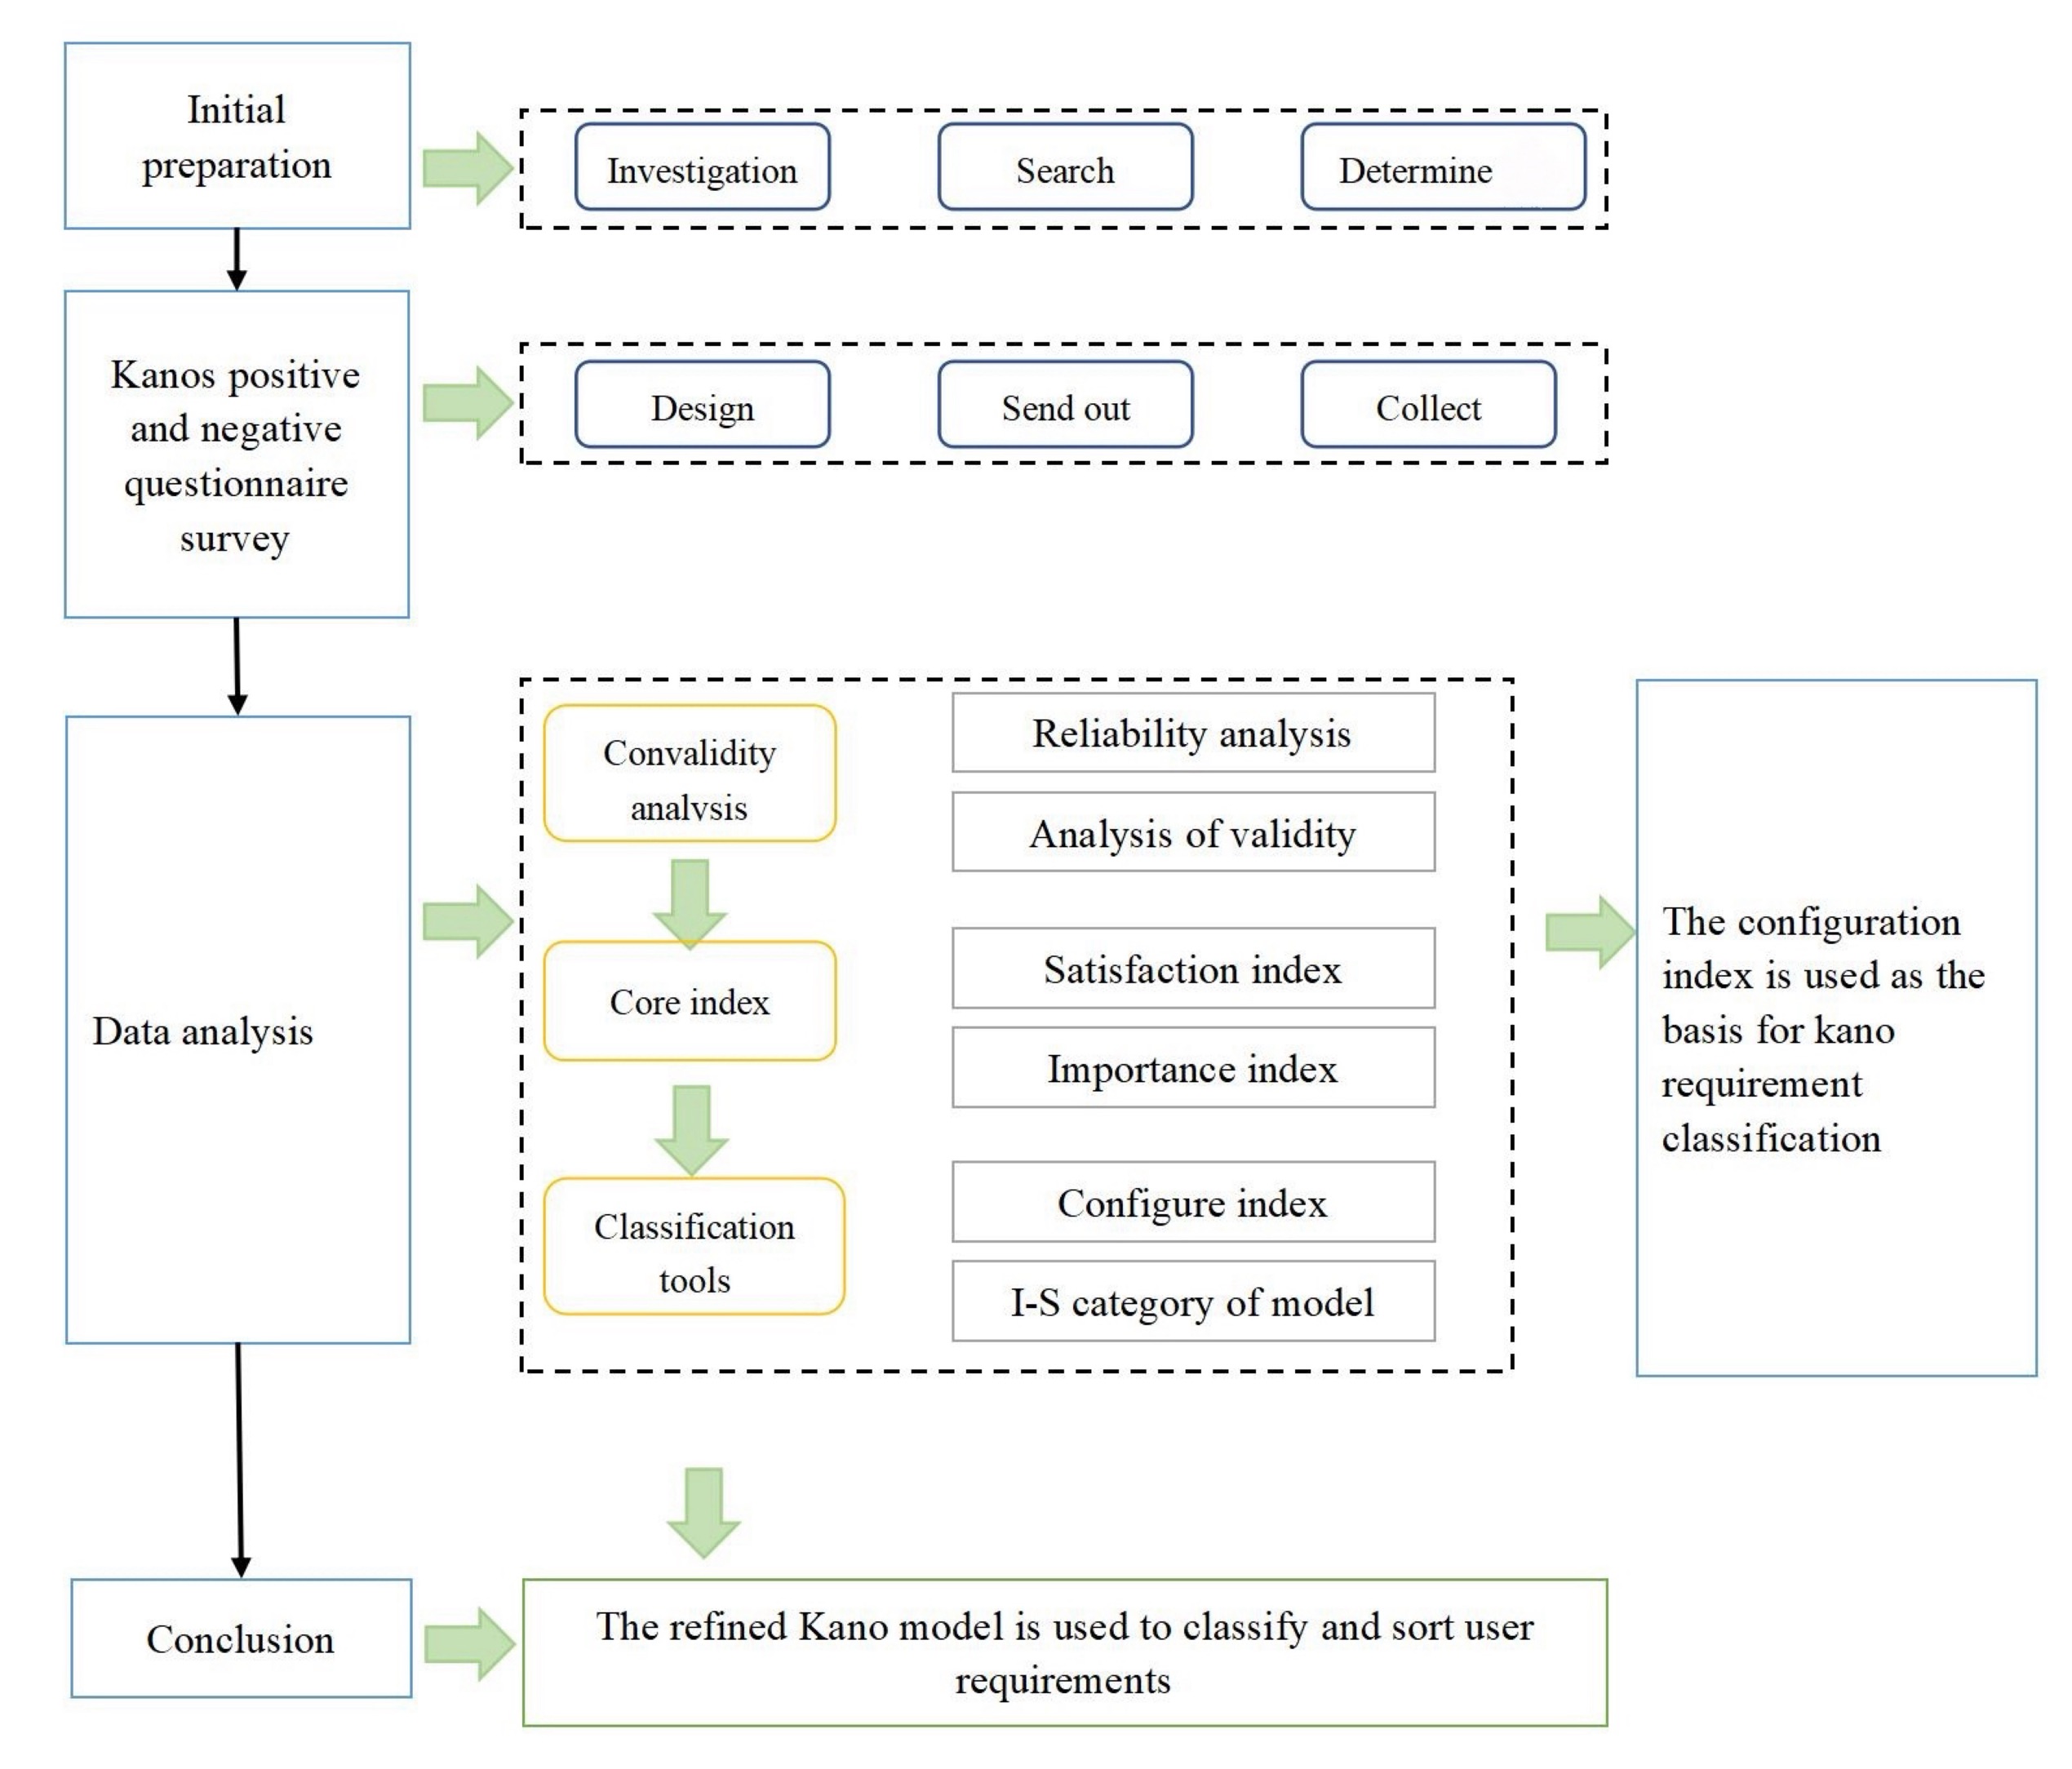 Initial
preparation
Investigation
Search
Determine
Kanos positive
and negative
questionnaire
survey
Design
Send out
Collect
Data analysis
Convalidity
analysis
Reliability analysis
Analysis of validity
Core index
Satisfaction index
Importance index
Classification
tools
Configure index
I-S category of model
The configuration
index is used as the
basis for kano
requirement
classification
Conclusion
The refined Kano model is used to classify and sort user
requirements